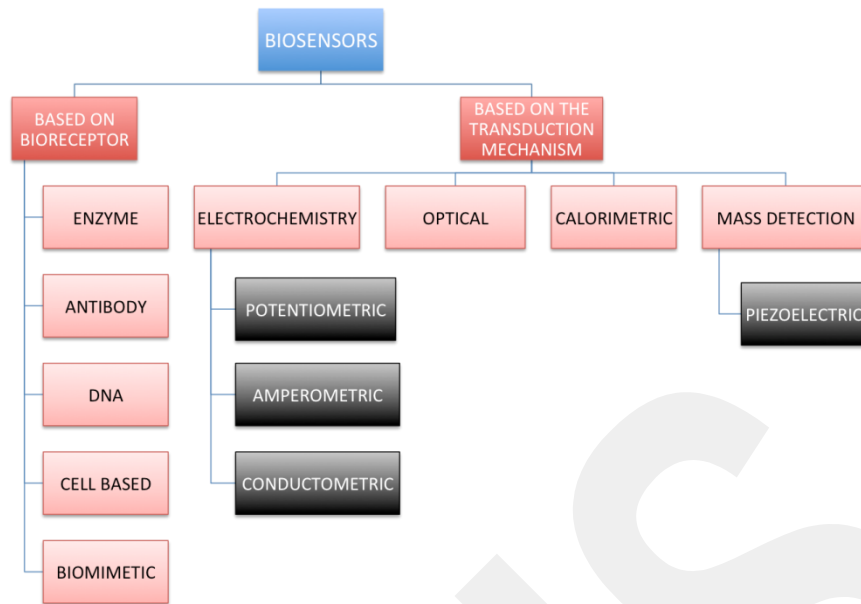 BIOSENSORS
BASED ON
BIORECEPTOR
BASED ON THE
TRANSDUCTION
MECHANISM
ENZYME
ELECTROCHEMISTRY
OPTICAL
CALORIMETRIC
MASS DETECTION
ANTIBODY
POTENTIOMETRIC
PIEZOELECTRIC
DNA
AMPEROMETRIC
CELL BASED
CONDUCTOMETRIC
BIOMIMETIC